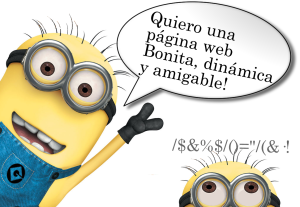 Quiero una
página web
Bonita, dinámica
y amigable!
/$&%$/()="/(& ·!